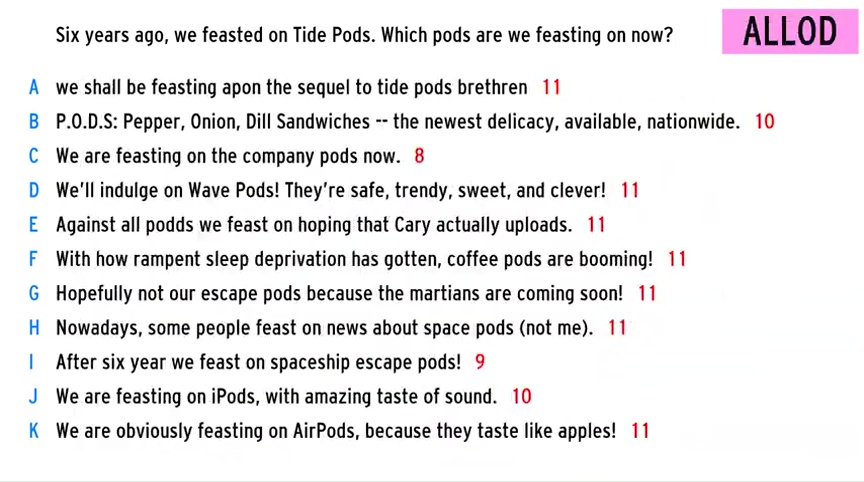 Six years ago, we feasted on Tide Pods. Which pods are we feasting on now?
ALLOD
A we shall be feasting apon the sequel to tide pods brethren 11
B P.O.D.S: Pepper, Onion, Dill Sandwiches -- the newest delicacy, available, nationwide. 10
C We are feasting on the company pods now. 8
D We'll indulge on Wave Pods! They're safe, trendy, sweet, and clever! 11
E Against all podds we feast on hoping that Cary actually uploads. 11
F With how rampent sleep deprivation has gotten, coffee pods are booming! 11
G Hopefully not our escape pods because the martians are coming soon! 11
H Nowadays, some people feast on news about space pods (not me). 11
I After six year we feast on spaceship escape pods! 9
J We are feasting on iPods, with amazing taste of sound. 10
K We are obviously feasting on AirPods, because they taste like apples! 11